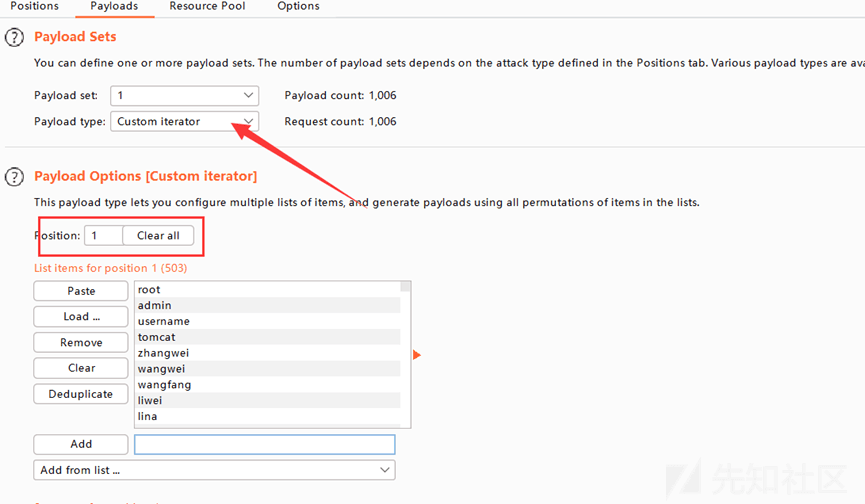 Positions Payloads Resource Pool Options
Payload Sets
You can define one or more payload sets. The number of payload sets depends on the attack type defined in the Positions tab. Various payload types are ava
Payload set: 1 Payload count: 1,006
Payload type: Custom iterator Request count: 1,006
Payload Options [Custom iterator]
This payload type lets you configure multiple lists of items, and generate payloads using all permutations of items in the lists.
Position: 1 Clear all
List items for position 1 (503)
Paste
Load ...
Remove
Clear
Deduplicate
root
admin
username
tomcat
zhangwei
wangwei
wangfang
liwei
lina
Add
Add from list ...
先知社区